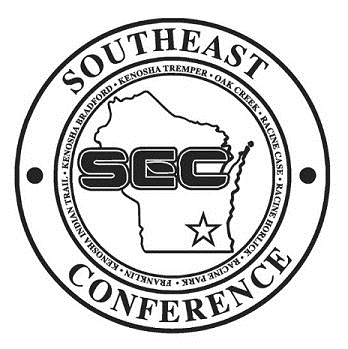 SOUTHEAST
KENOSHA INDIAN TRAIL • KENOSHA BRADFORD • KENOSHA TREMPER • OAK CREEK • RACINE CASE • RACINE HORLICK • RACINE PARK • FRANKLIN •
SEC
CONFERENCE